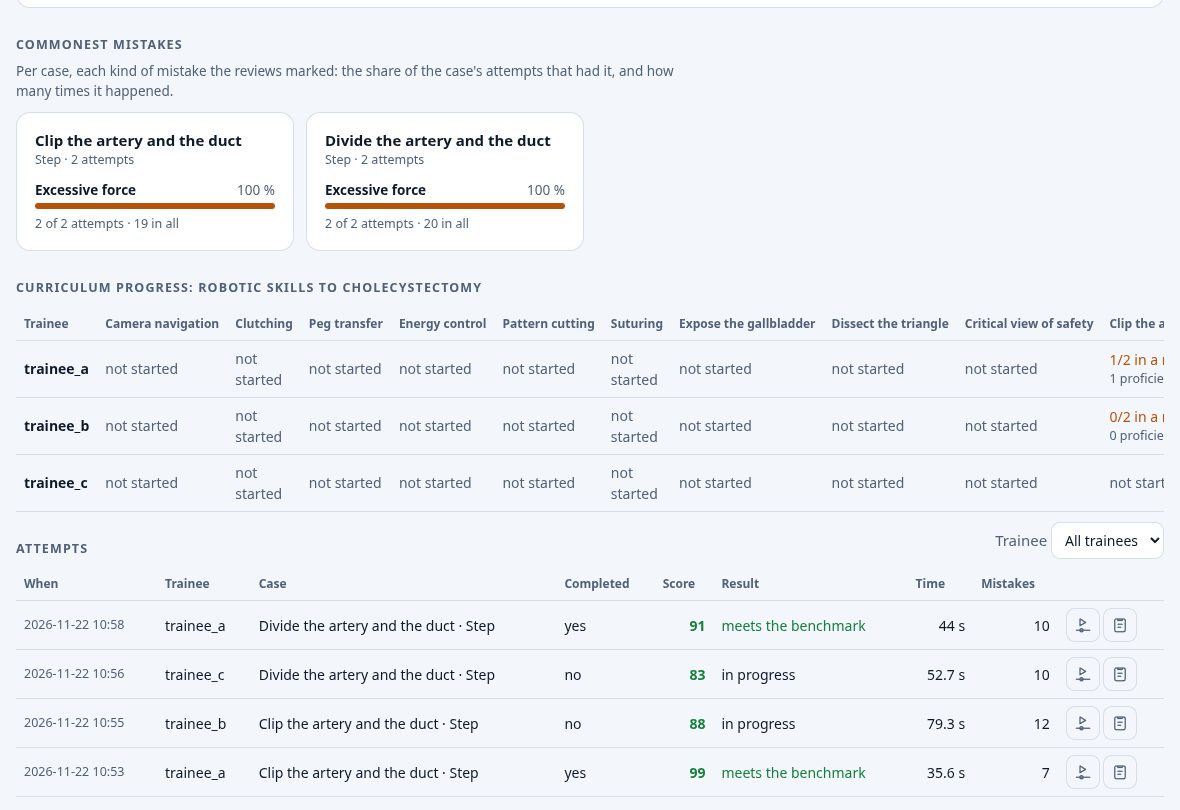 COMMONEST MISTAKES
Per case, each kind of mistake the reviews marked: the share of the case's attempts that had it, and how
many times it happened.
Clip the artery and the duct
Step · 2 attempts
Excessive force 100 %
2 of 2 attempts · 19 in all
Divide the artery and the duct
Step · 2 attempts
Excessive force 100 %
2 of 2 attempts · 20 in all
CURRICULUM PROGRESS: ROBOTIC SKILLS TO CHOLECYSTECTOMY
Trainee Camera navigation Clutching Peg transfer Energy control Pattern cutting Suturing Expose the gallbladder Dissect the triangle Critical view of safety Clip the a
trainee_a not started not started not started not started not started not started not started not started not started 1/2 in a
1 proficie
trainee_b not started not started not started not started not started not started not started not started not started 0/2 in a
0 proficie
trainee_c not started not started not started not started not started not started not started not started not started not start
ATTEMPTS
Trainee All trainees
When Trainee Case Completed Score Result Time Mistakes
2026-11-22 10:58 trainee_a Divide the artery and the duct · Step yes 91 meets the benchmark 44 s 10
2026-11-22 10:56 trainee_c Divide the artery and the duct · Step no 83 in progress 52.7 s 10
2026-11-22 10:55 trainee_b Clip the artery and the duct · Step no 88 in progress 79.3 s 12
2026-11-22 10:53 trainee_a Clip the artery and the duct · Step yes 99 meets the benchmark 35.6 s 7